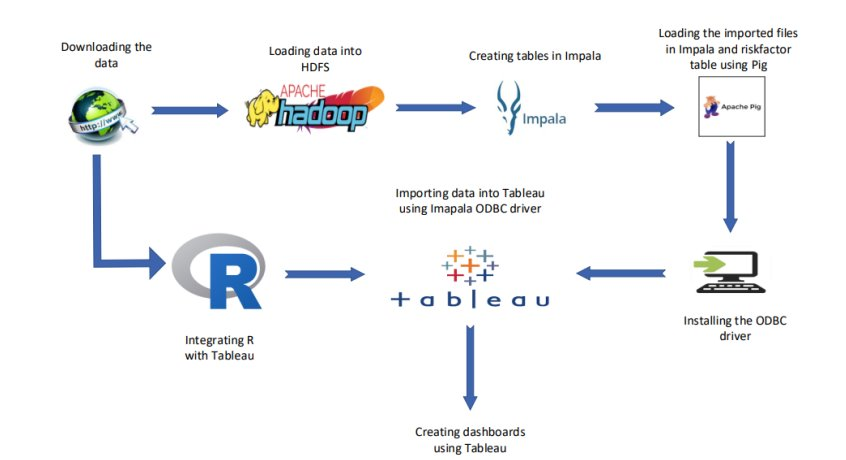 Downloading the
data
Loading data into
HDFS
Creating tables in Impala
Loading the imported files
in Impala and riskfactor
table using Pig
http://www.
APACHE
hadoop
Impala
Apache Pig
Importing data into Tableau
using Imapala ODBC driver
R
+ a b l e a u
Integrating R
with Tableau
Installing the ODBC
driver
Creating dashboards
using Tableau